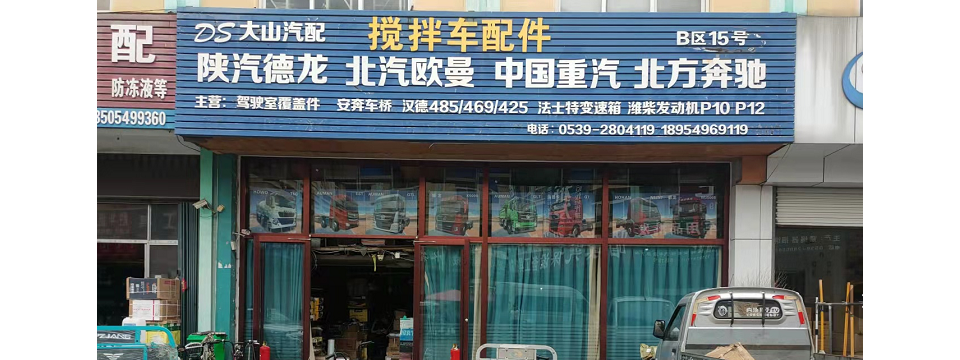 配
防冻液等
8505499360
DS 大山汽配 搅拌车配件 B区15号
陕汽德龙 北汽欧曼 中国重汽 北方奔驰
主营：驾驶室覆盖件 安奔车桥 汉德485/469/425 法士特变速箱 潍柴发动机P10 P12
电话：0539-2804119 18954969119